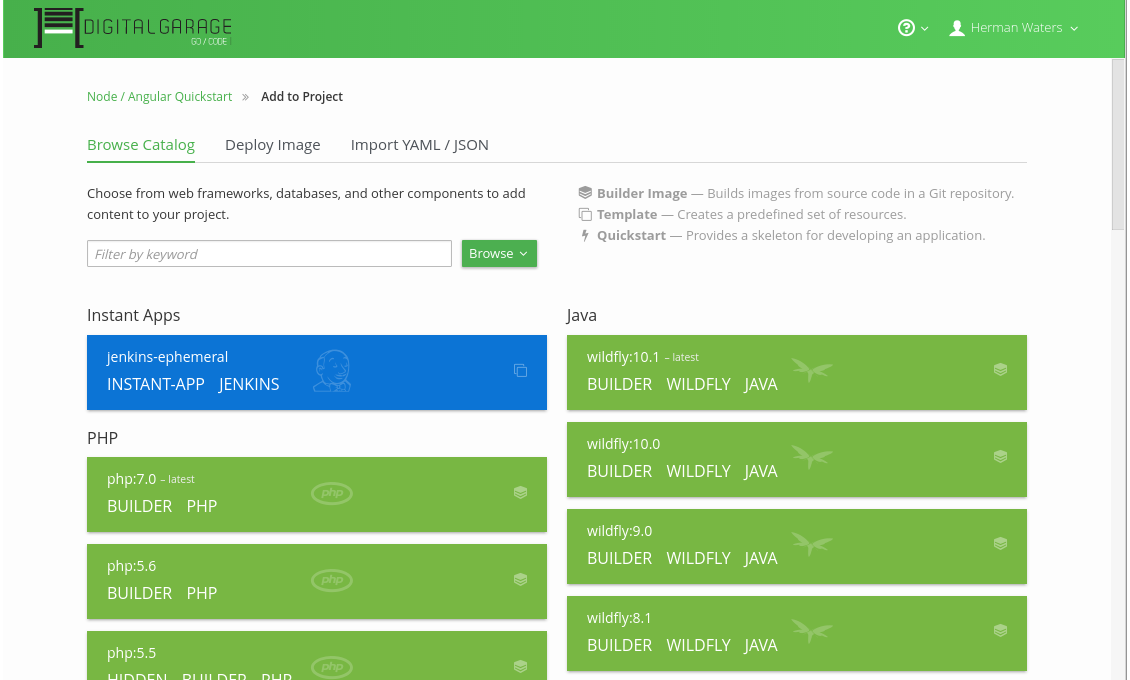 DIGITALGARAGE
GO / CODE
Herman Waters
Node / Angular Quickstart » Add to Project
Browse Catalog Deploy Image Import YAML / JSON
Choose from web frameworks, databases, and other components to add
content to your project.
Filter by keyword
Browse
Builder Image — Builds images from source code in a Git repository.
Template — Creates a predefined set of resources.
Quickstart — Provides a skeleton for developing an application.
Instant Apps
jenkins-ephemeral
INSTANT-APP JENKINS
PHP
php:7.0 – latest
BUILDER PHP
php
php:5.6
BUILDER PHP
php
php:5.5
HIDDEN BUILDER PHP
php
Java
wildfly:10.1 – latest
BUILDER WILDFLY JAVA
wildfly:10.0
BUILDER WILDFLY JAVA
wildfly:9.0
BUILDER WILDFLY JAVA
wildfly:8.1
BUILDER WILDFLY JAVA